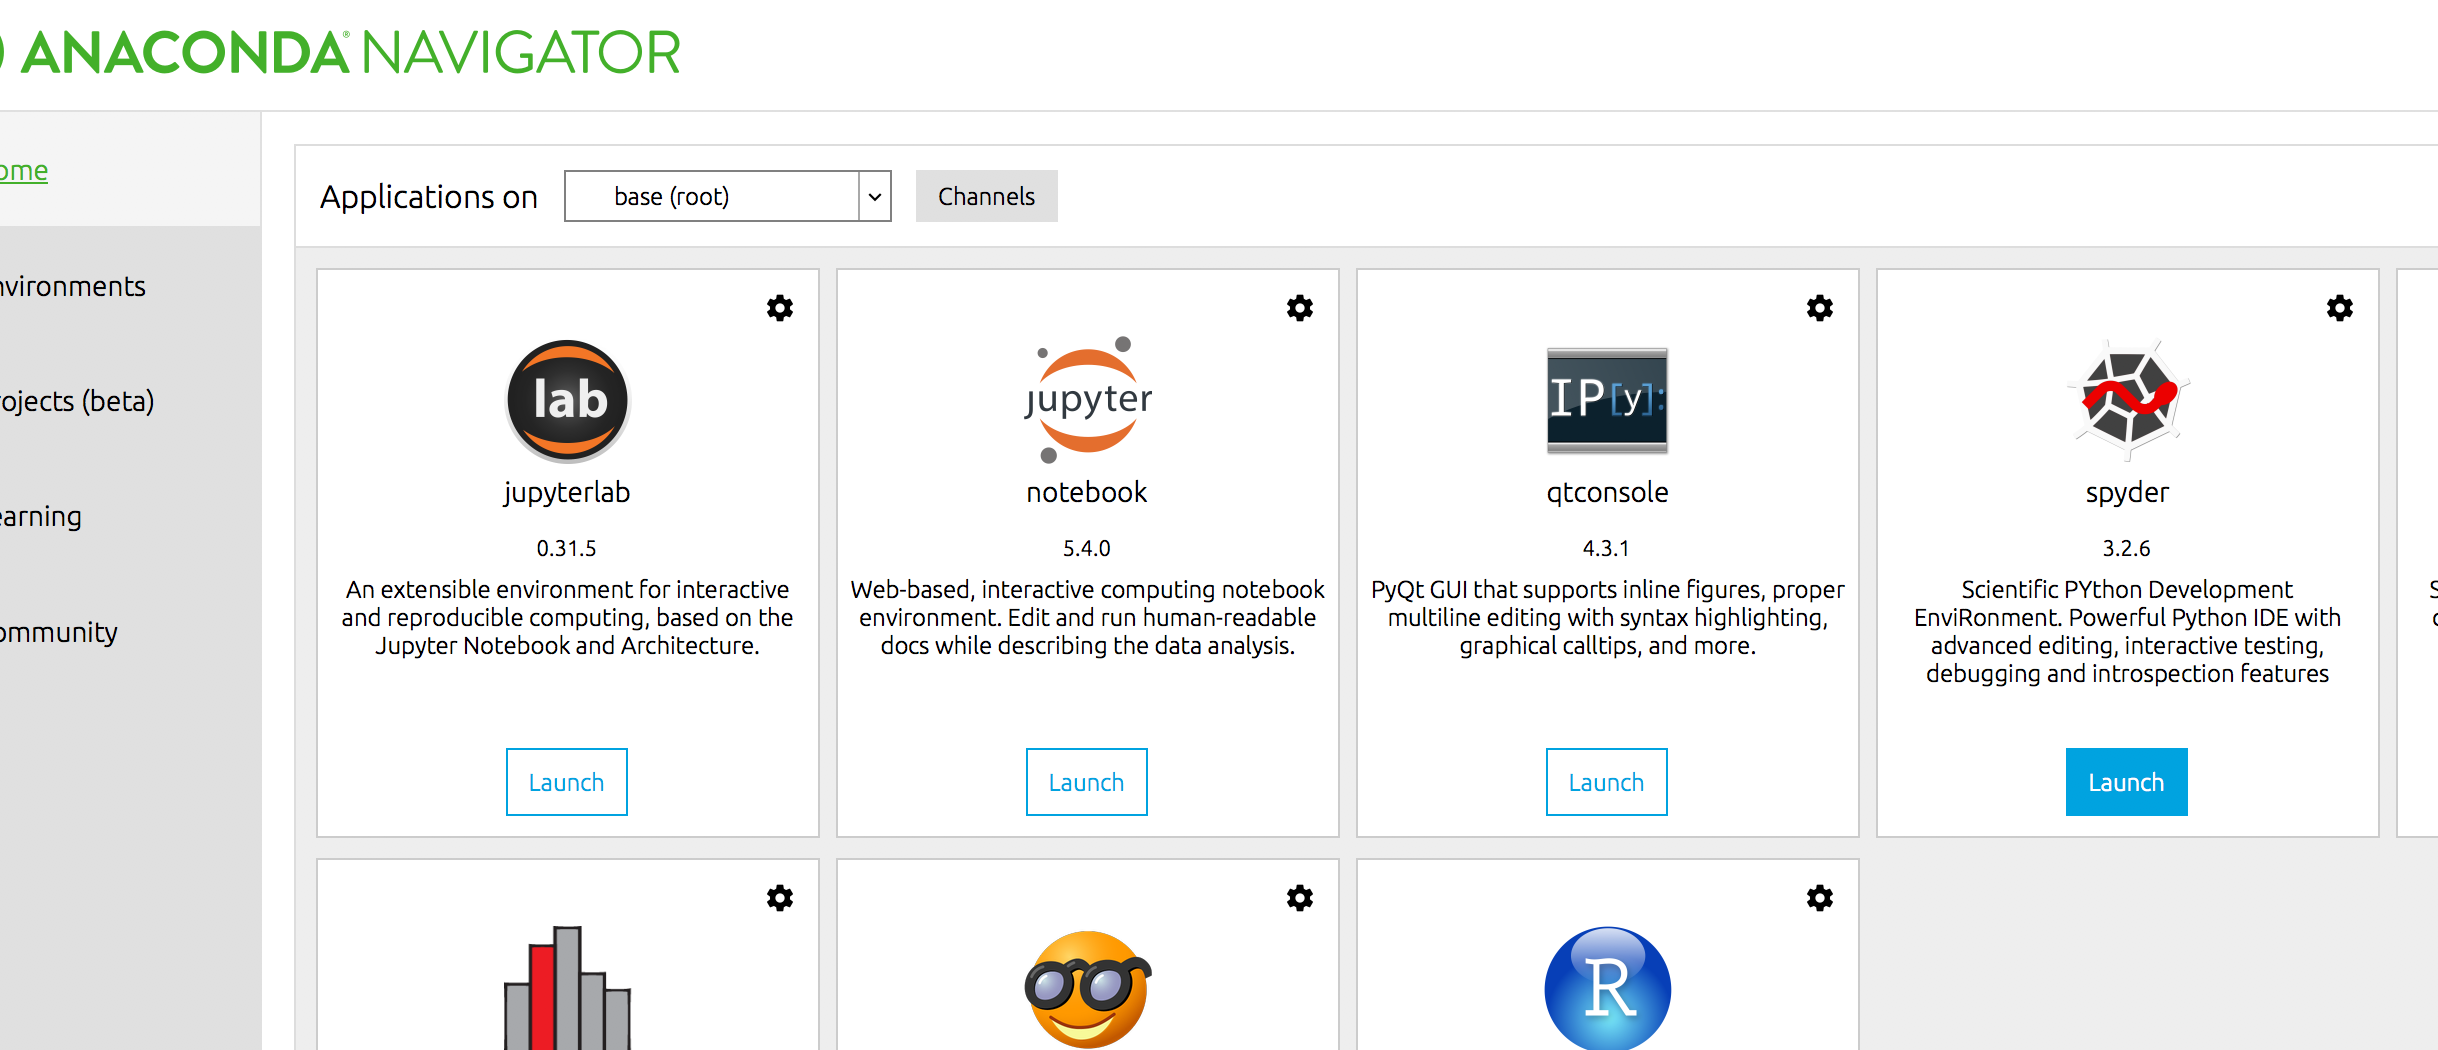 ANACONDA® NAVIGATOR
ome
Applications on base (root) Channels
nvironments
rojects (beta)
earning
ommunity
lab
jupyterlab
0.31.5
An extensible environment for interactive
and reproducible computing, based on the
Jupyter Notebook and Architecture.
Launch
jupyter
notebook
5.4.0
Web-based, interactive computing notebook
environment. Edit and run human-readable
docs while describing the data analysis.
Launch
IP[y]:
qtconsole
4.3.1
PyQt GUI that supports inline figures, proper
multiline editing with syntax highlighting,
graphical calltips, and more.
Launch
spyder
3.2.6
Scientific PYthon Development
EnviRonment. Powerful Python IDE with
advanced editing, interactive testing,
debugging and introspection features
Launch
R